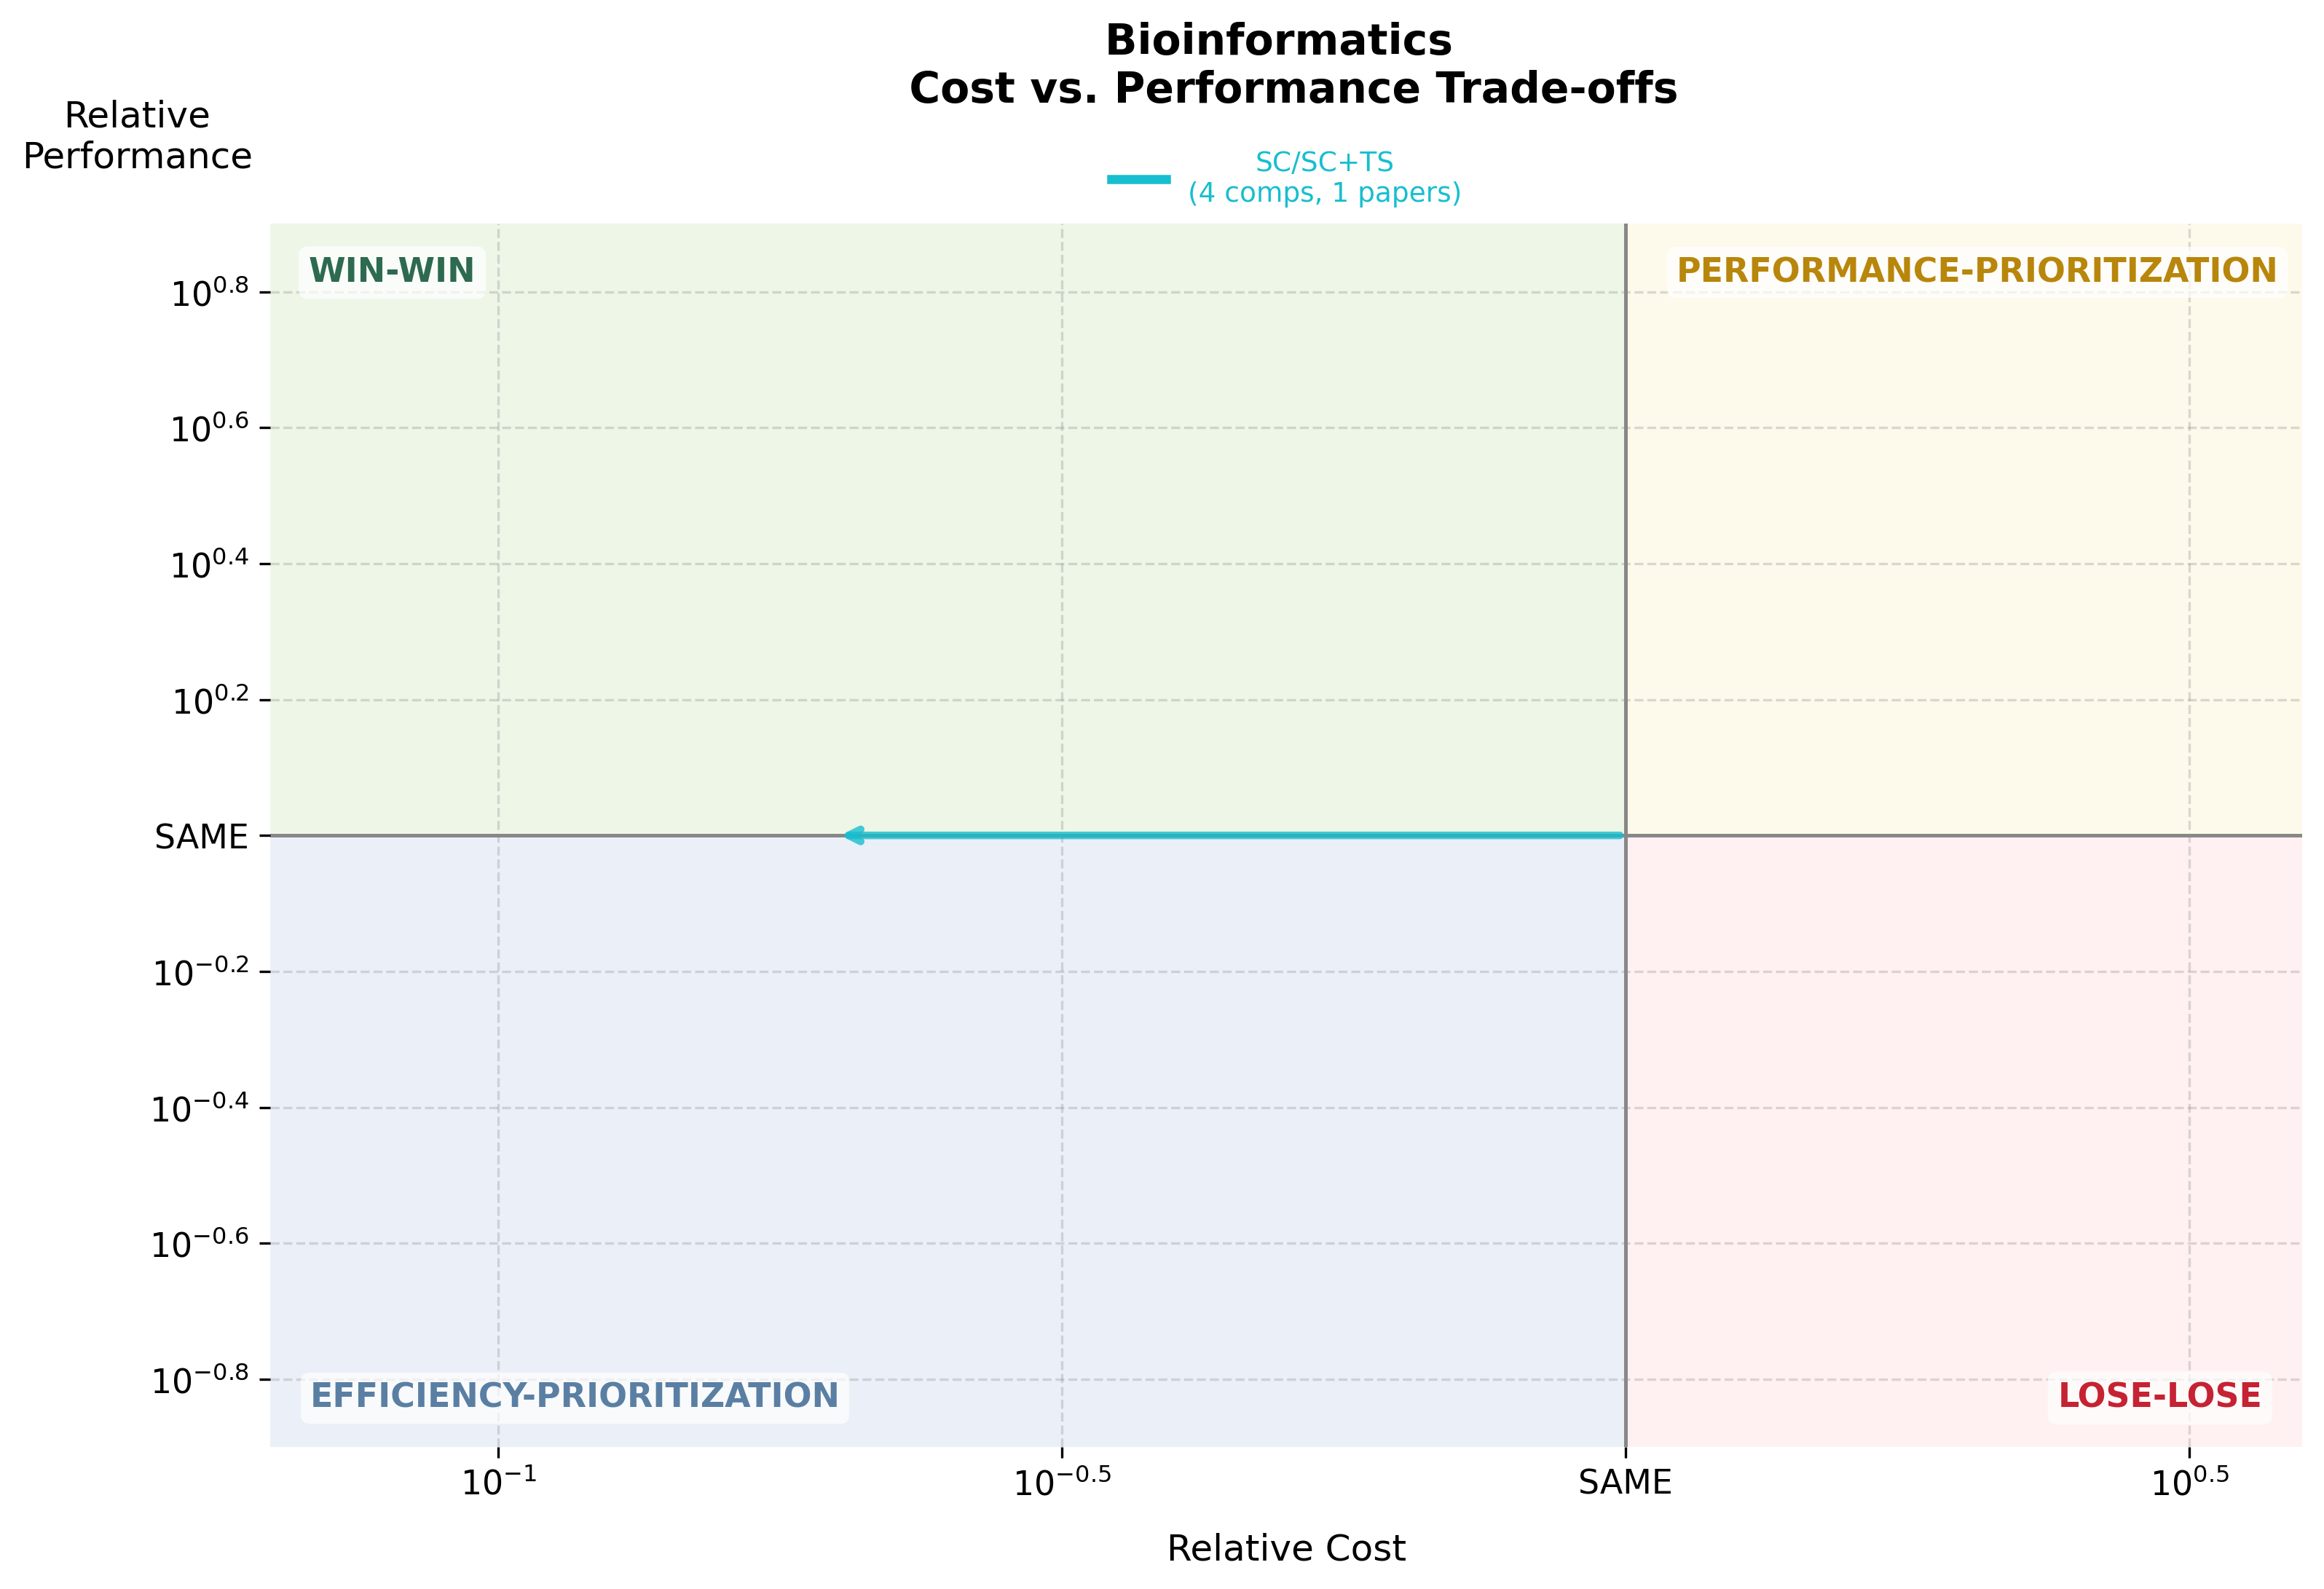 Bioinformatics
Cost vs. Performance Trade-offs
Relative
Performance
SC/SC+TS
(4 comps, 1 papers)
WIN-WIN
PERFORMANCE-PRIORITIZATION
10^0.8
10^0.6
10^0.4
10^0.2
SAME
10^−0.2
10^−0.4
10^−0.6
10^−0.8
EFFICIENCY-PRIORITIZATION
LOSE-LOSE
10^−1
10^−0.5
SAME
10^0.5
Relative Cost